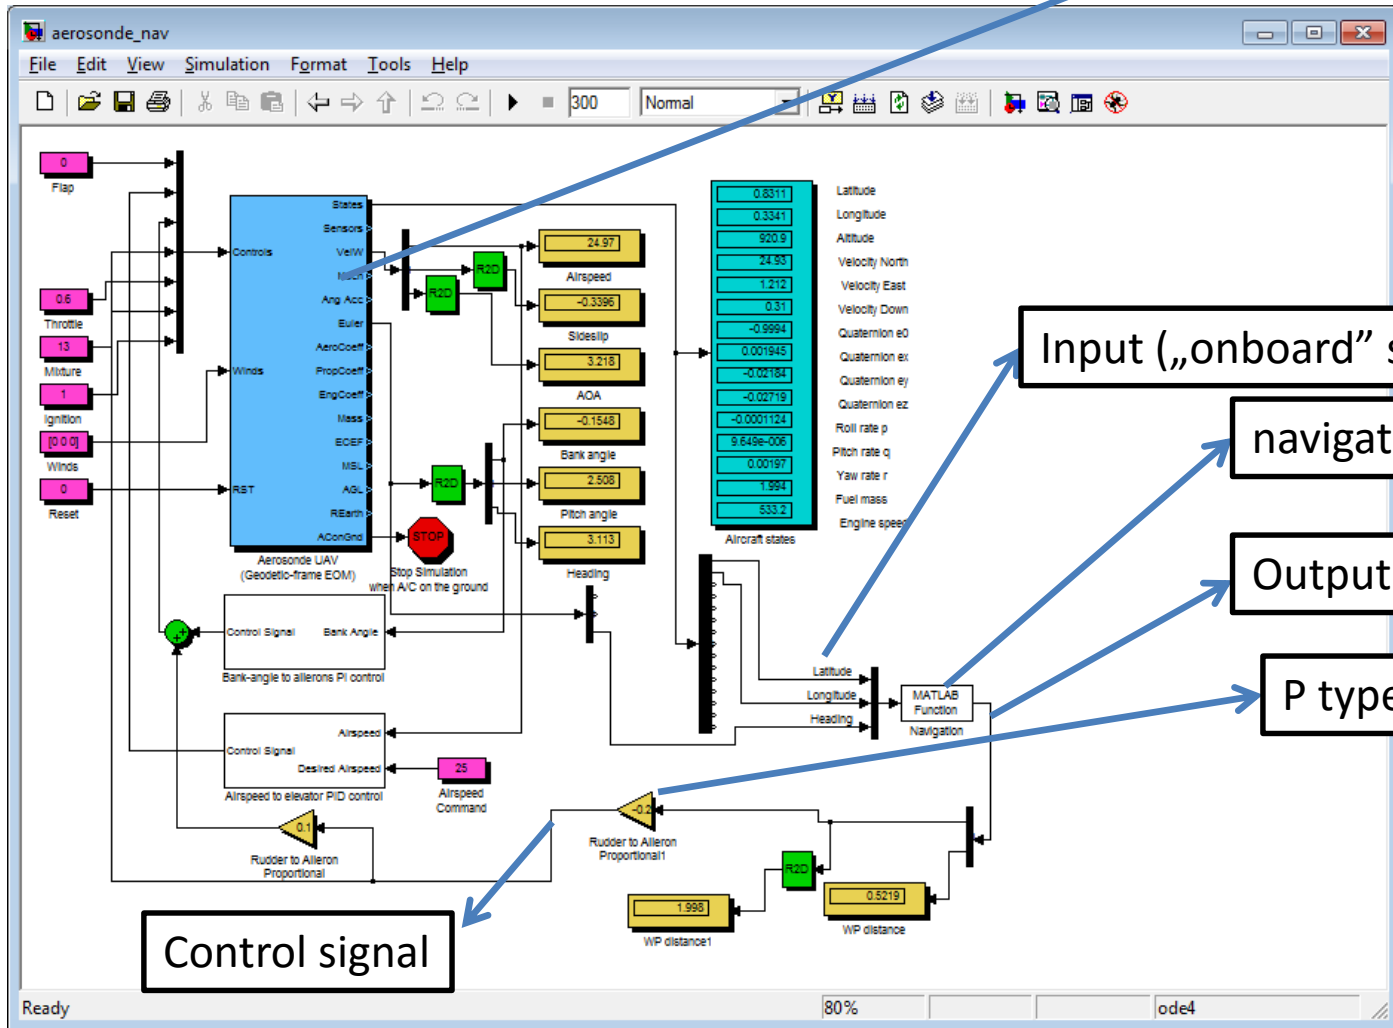 aerosonde_nav
File Edit View Simulation Format Tools Help
300 Normal
0
Flap
0.6
Throttle
13
Mixture
1
Ignition
[0 0 0]
Winds
0
Reset
Controls
Winds
RST
States
Sensors
VelW
Mach
Ang Acc
Euler
AeroCoeff
PropCoeff
EngCoeff
Mass
ECEF
MSL
AGL
REarth
AConGnd
Aerosonde UAV
(Geodetic-frame EOM)
STOP
Stop Simulation
when A/C on the ground
R2D
R2D
R2D
24.97
Airspeed
-0.3396
Sideslip
3.218
AOA
-0.1548
Bank angle
2.508
Pitch angle
3.113
Heading
0.8311
0.3341
920.9
24.93
1.212
0.31
-0.9994
0.001945
-0.02184
-0.02719
-0.0001124
9.649e-006
0.00197
1.994
533.2
Aircraft states
Latitude
Longitude
Altitude
Velocity North
Velocity East
Velocity Down
Quaternion e0
Quaternion ex
Quaternion ey
Quaternion ez
Roll rate p
Pitch rate q
Yaw rate r
Fuel mass
Engine speed
Input („onboard” s
navigat
Output
P type
Control Signal Bank Angle
Bank-angle to ailerons PI control
Airspeed
Control Signal
Desired Airspeed
Airspeed to elevator PID control
25
Airspeed
Command
0.1
Rudder to Aileron
Proportional
-0.2
Rudder to Aileron
Proportional1
Latitude
Longitude
Heading
MATLAB
Function
Navigation
R2D
1.998
WP distance1
0.5219
WP distance
Control signal
Ready 80% ode4